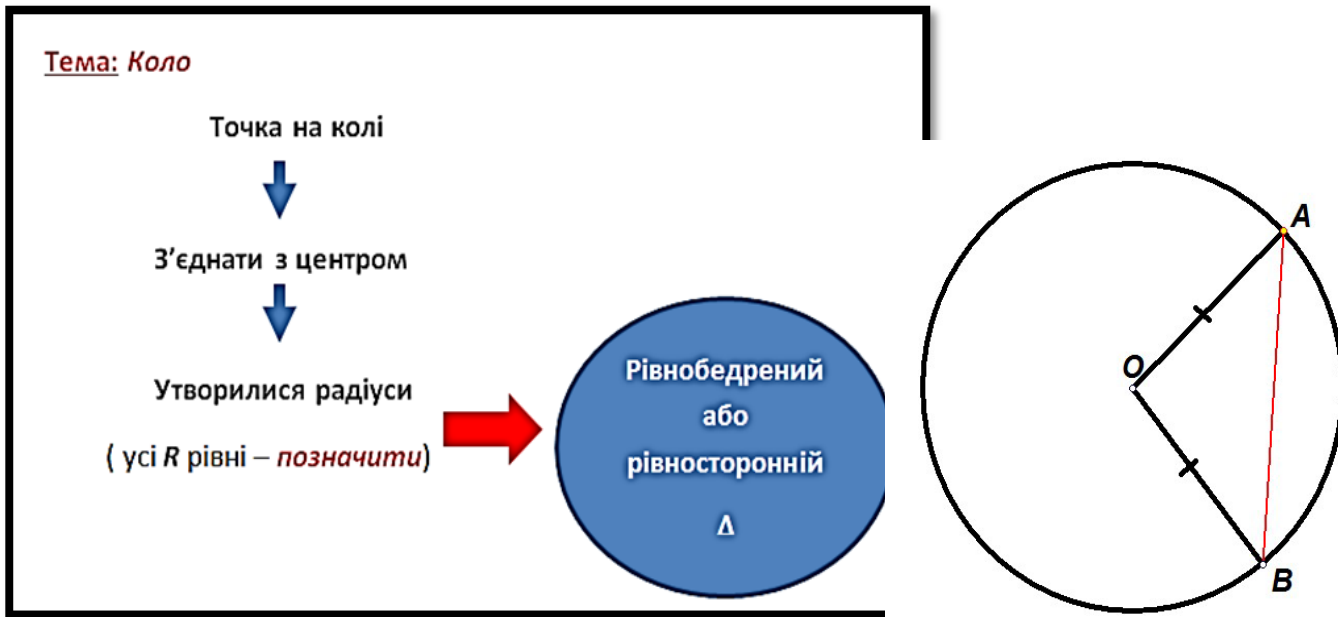 Тема: Коло
Точка на колі
З’єднати з центром
Утворилися радіуси
( усі R рівні – позначити)
Рівнобедрений
або
рівносторонній
Δ
A
O
B